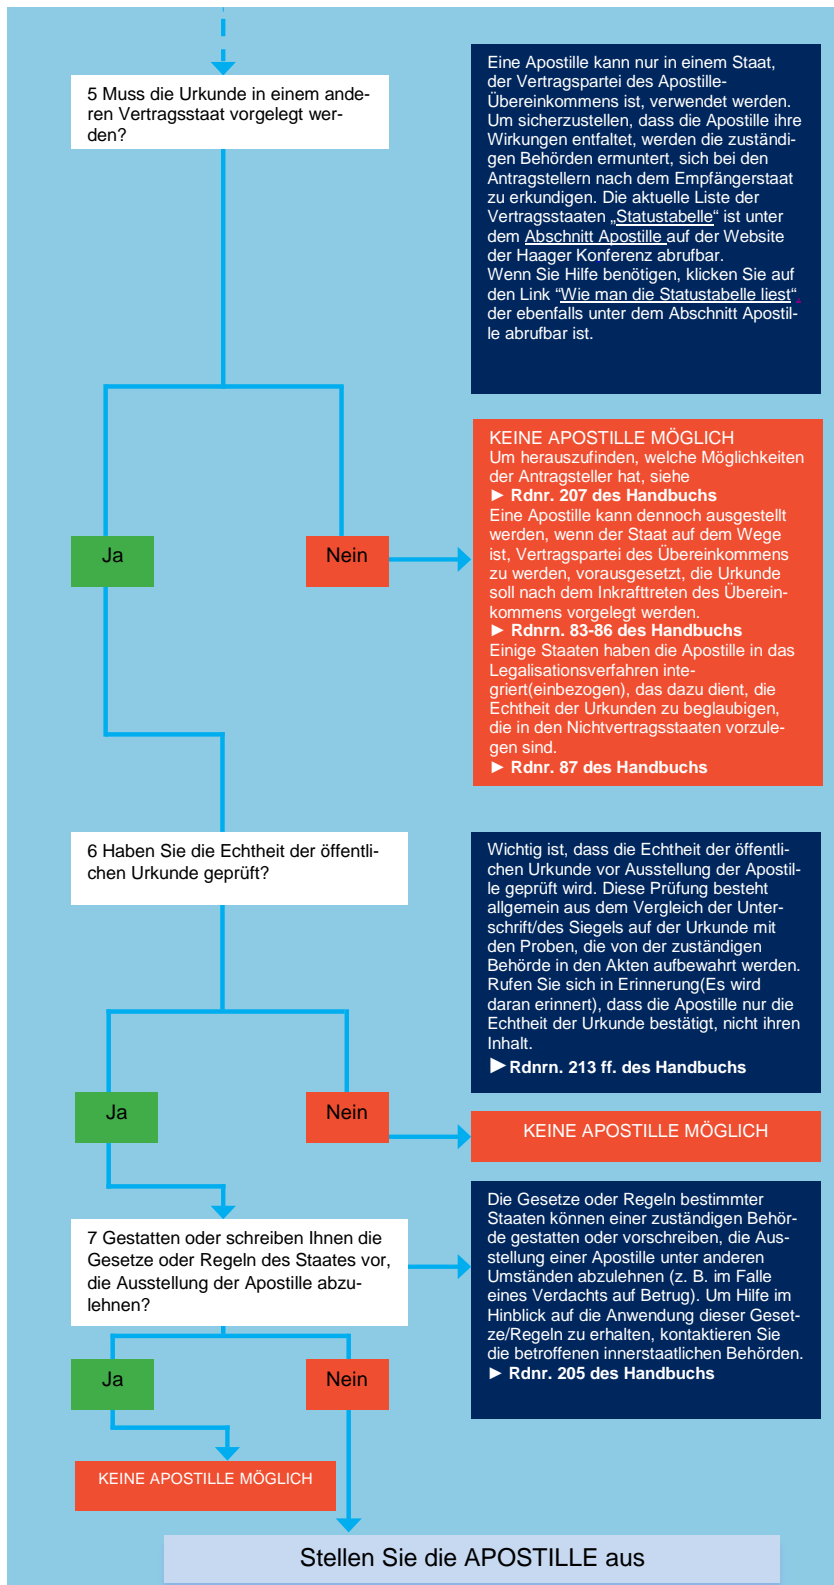 5 Muss die Urkunde in einem ande-
ren Vertragsstaat vorgelegt wer-
den?
Eine Apostille kann nur in einem Staat,
der Vertragspartei des Apostille-
Übereinkommens ist, verwendet werden.
Um sicherzustellen, dass die Apostille ihre
Wirkungen entfaltet, werden die zuständi-
gen Behörden ermuntert, sich bei den
Antragstellern nach dem Empfängerstaat
zu erkundigen. Die aktuelle Liste der
Vertragsstaaten „Statustabelle“ ist unter
dem Abschnitt Apostille auf der Website
der Haager Konferenz abrufbar.
Wenn Sie Hilfe benötigen, klicken Sie auf
den Link “Wie man die Statustabelle liest“,
der ebenfalls unter dem Abschnitt Apostil-
le abrufbar ist.
Ja
Nein
KEINE APOSTILLE MÖGLICH
Um herauszufinden, welche Möglichkeiten
der Antragsteller hat, siehe
► Rdnr. 207 des Handbuchs
Eine Apostille kann dennoch ausgestellt
werden, wenn der Staat auf dem Wege
ist, Vertragspartei des Übereinkommens
zu werden, vorausgesetzt, die Urkunde
soll nach dem Inkrafttreten des Überein-
kommens vorgelegt werden.
► Rdnrn. 83-86 des Handbuchs
Einige Staaten haben die Apostille in das
Legalisationsverfahren inte-
griert(einbezogen), das dazu dient, die
Echtheit der Urkunden zu beglaubigen,
die in den Nichtvertragsstaaten vorzule-
gen sind.
► Rdnr. 87 des Handbuchs
6 Haben Sie die Echtheit der öffentli-
chen Urkunde geprüft?
Wichtig ist, dass die Echtheit der öffentli-
chen Urkunde vor Ausstellung der Apostil-
le geprüft wird. Diese Prüfung besteht
allgemein aus dem Vergleich der Unter-
schrift/des Siegels auf der Urkunde mit
den Proben, die von der zuständigen
Behörde in den Akten aufbewahrt werden.
Rufen Sie sich in Erinnerung(Es wird
daran erinnert), dass die Apostille nur die
Echtheit der Urkunde bestätigt, nicht ihren
Inhalt.
►Rdnrn. 213 ff. des Handbuchs
Ja
Nein
KEINE APOSTILLE MÖGLICH
7 Gestatten oder schreiben Ihnen die
Gesetze oder Regeln des Staates vor,
die Ausstellung der Apostille abzu-
lehnen?
Die Gesetze oder Regeln bestimmter
Staaten können einer zuständigen Behör-
de gestatten oder vorschreiben, die Aus-
stellung einer Apostille unter anderen
Umständen abzulehnen (z. B. im Falle
eines Verdachts auf Betrug). Um Hilfe im
Hinblick auf die Anwendung dieser Geset-
ze/Regeln zu erhalten, kontaktieren Sie
die betroffenen innerstaatlichen Behörden.
► Rdnr. 205 des Handbuchs
Ja
Nein
KEINE APOSTILLE MÖGLICH
Stellen Sie die APOSTILLE aus